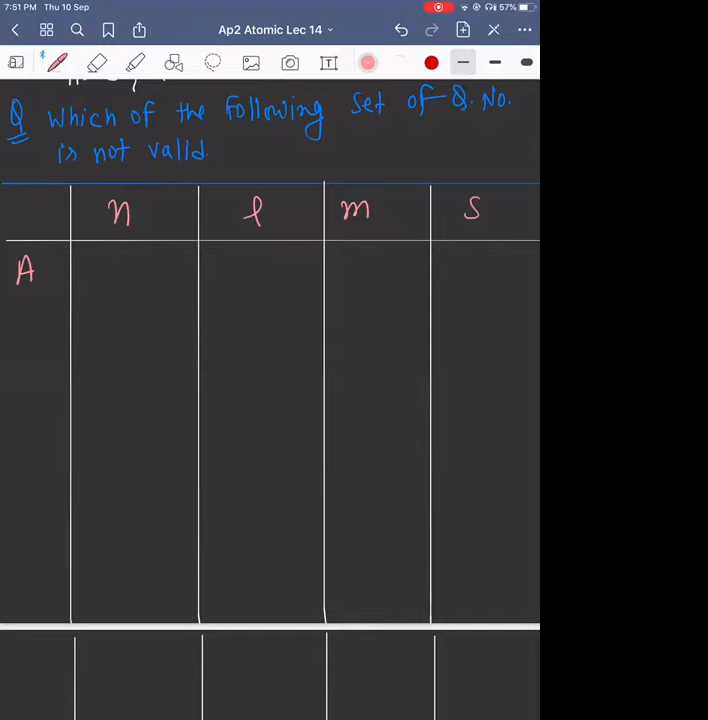 7:51 PM Thu 10 Sep 57%
Ap2 Atomic Lec 14
Q Which of the following set of Q. No.
is not valid.
n l m s
A